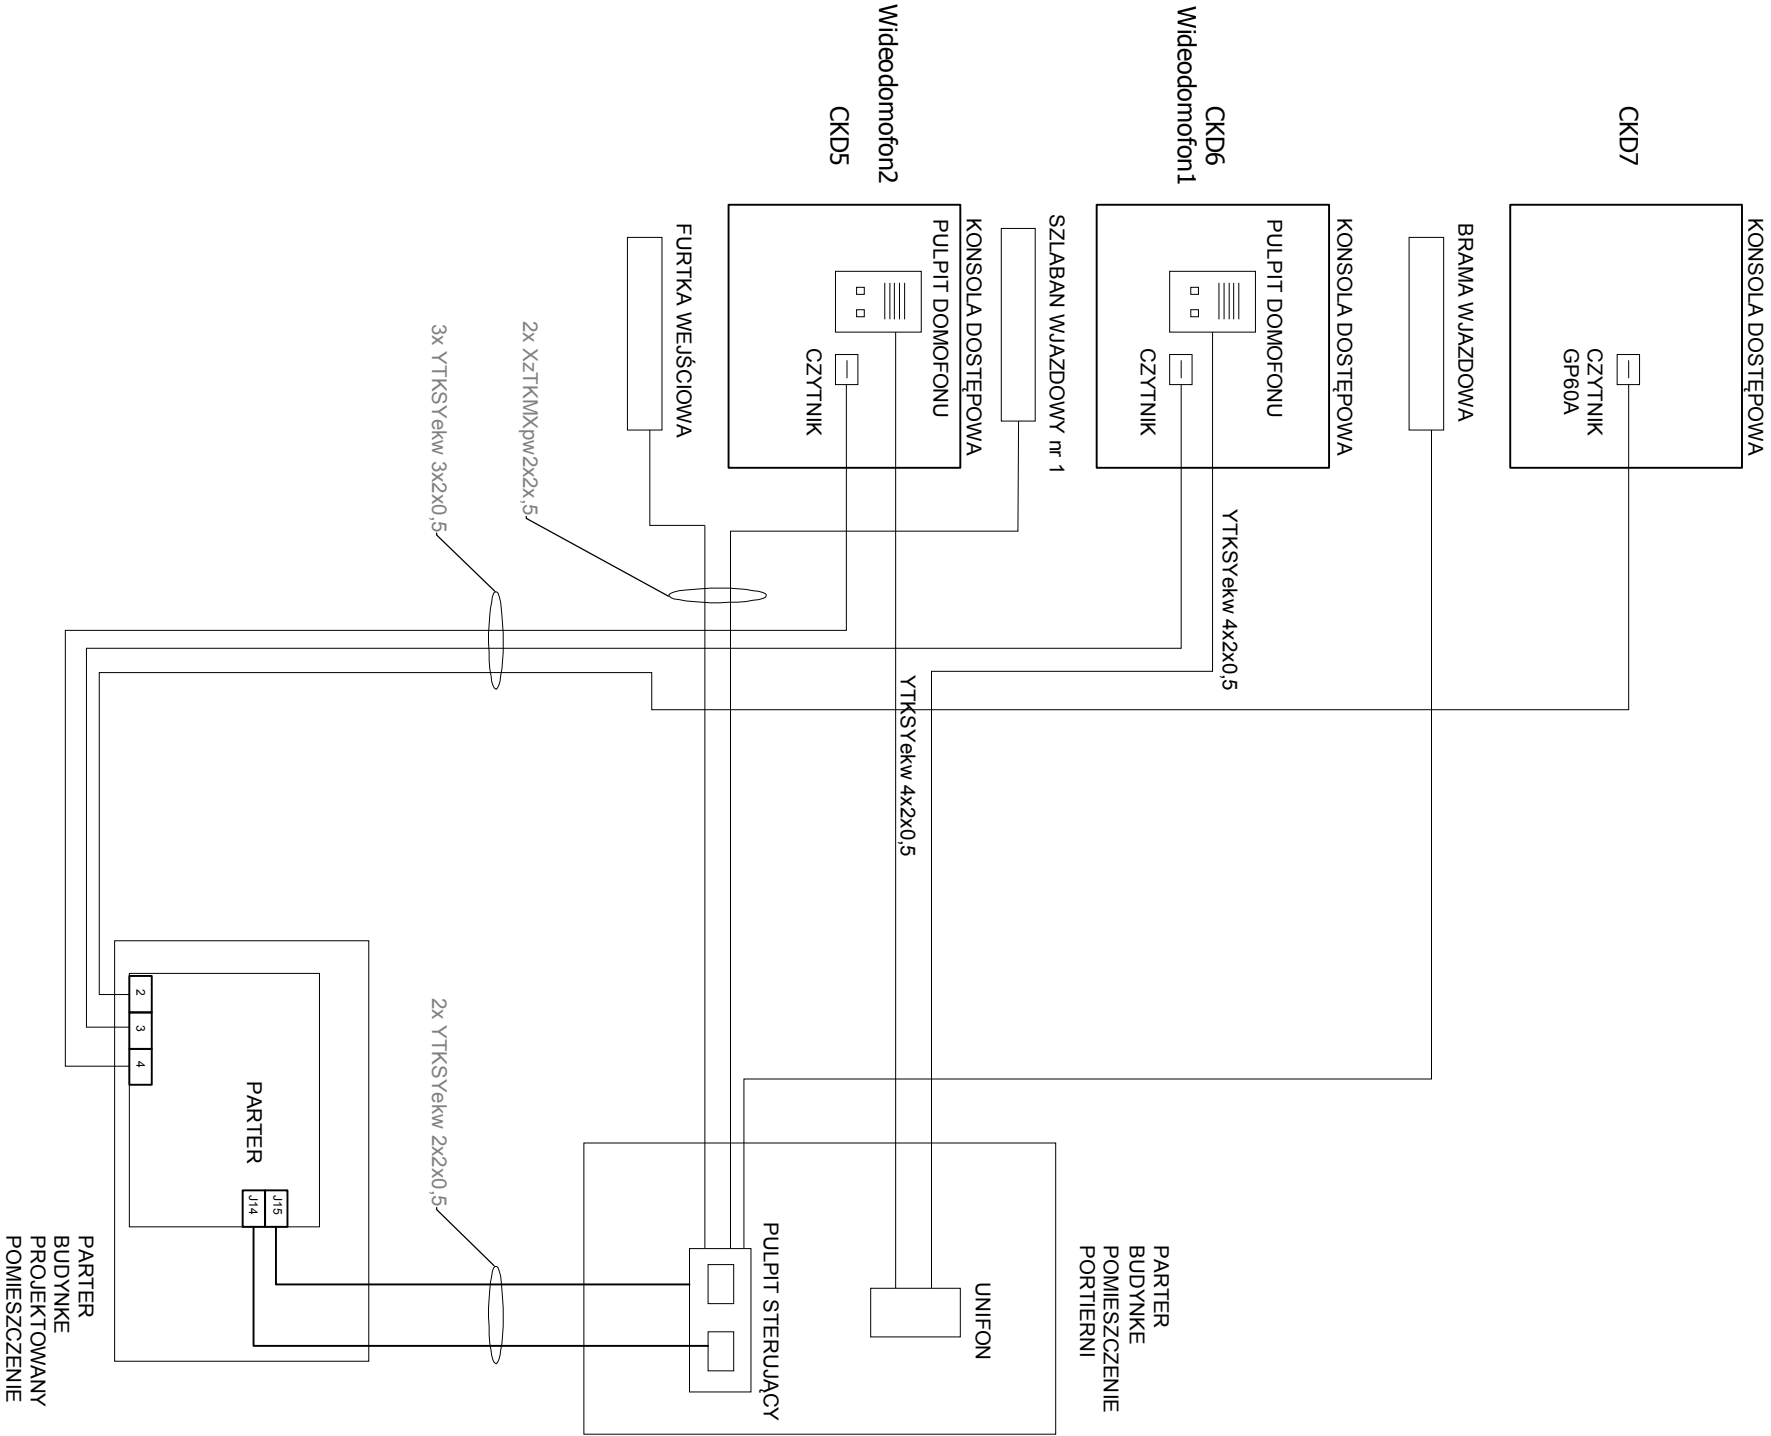 KONSOLA DOSTĘPOWA
CKD7
CZYTNIK
GP60A
BRAMA WJAZDOWA
KONSOLA DOSTĘPOWA
PULPIT DOMOFONU
CKD6
Wideodomofon1
CZYTNIK
YTKSYekw 4x2x0,5
SZLABAN WJAZDOWY nr 1
KONSOLA DOSTĘPOWA
PULPIT DOMOFONU
Wideodomofon2
CKD5
CZYTNIK
YTKSYekw 4x2x0,5
FURTKA WEJŚCIOWA
2x XzTKMXpw2x2x,5
3x YTKSYekw 3x2x0,5
2x YTKSYekw 2x2x0,5
PARTER
BUDYNKE
POMIESZCZENIE
PORTIERNI
UNIFON
PULPIT STERUJĄCY
J15
J14
PARTER
2
3
4
PARTER
BUDYNKE
PROJEKTOWANY
POMIESZCZENIE